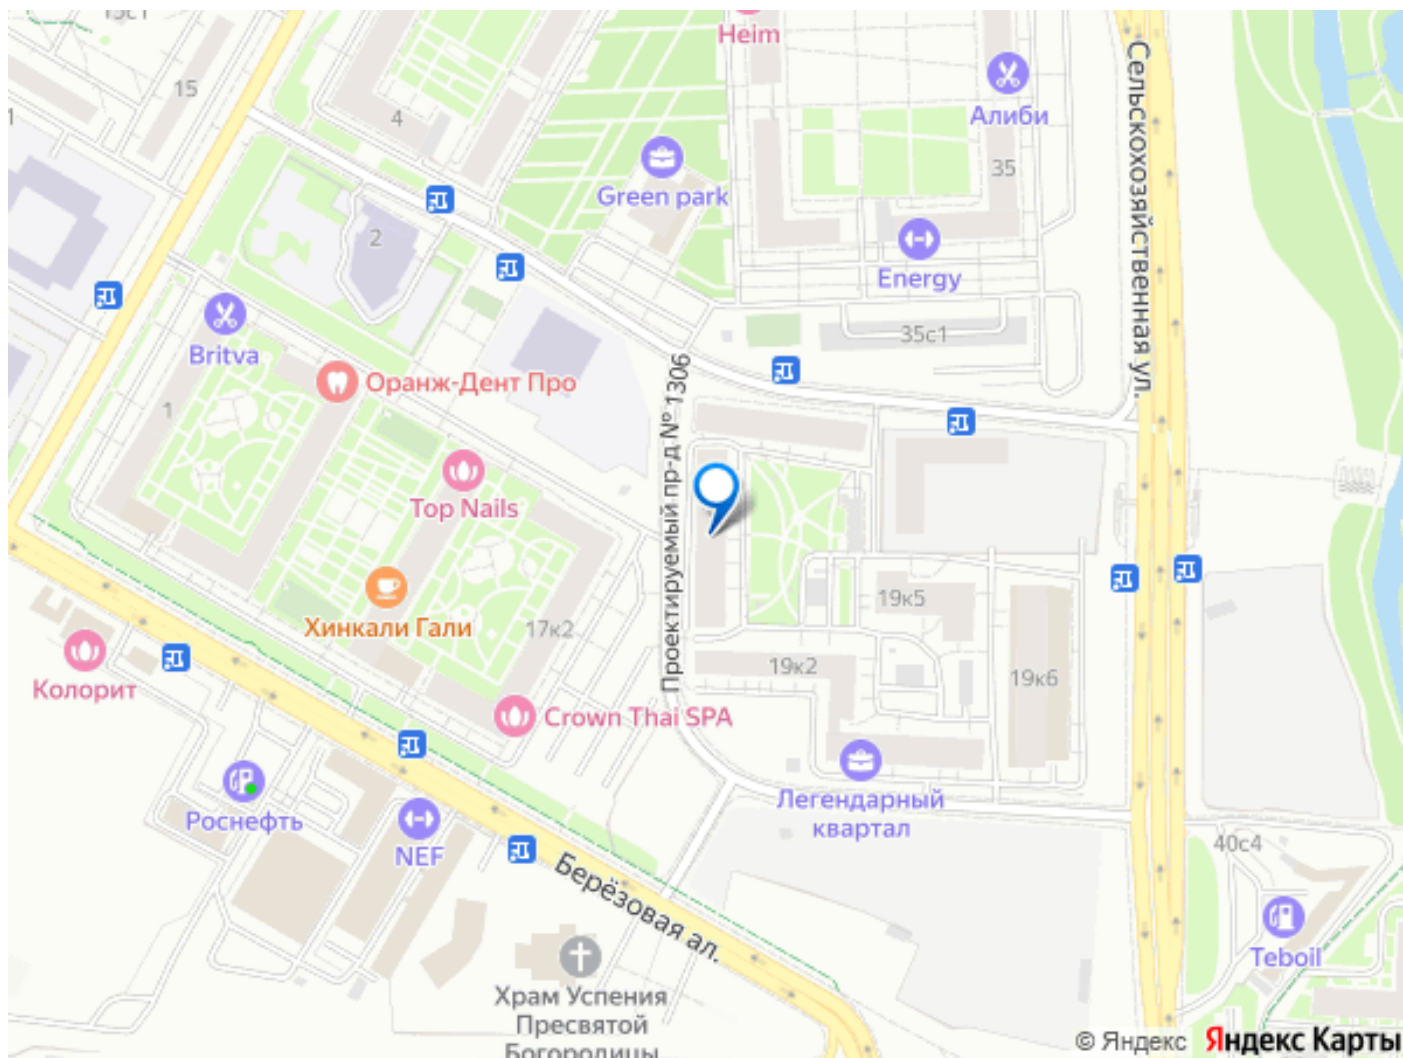 15с1
Heim
Алиби
Сельскохозяйственная ул.
15
4
1
Green park
35
2
Energy
35с1
Britva
Оранж-Дент Про
1
Проектируемый пр-д № 1306
Top Nails
19к5
Хинкали Гали
17к2
19к2
19к6
Колорит
Crown Thai SPA
Роснефть
Легендарный
квартал
NEF
40с4
Берёзовая ал.
Teboil
Храм Успения
Пресвятой
Богородицы
© Яндекс Яндекс Карты